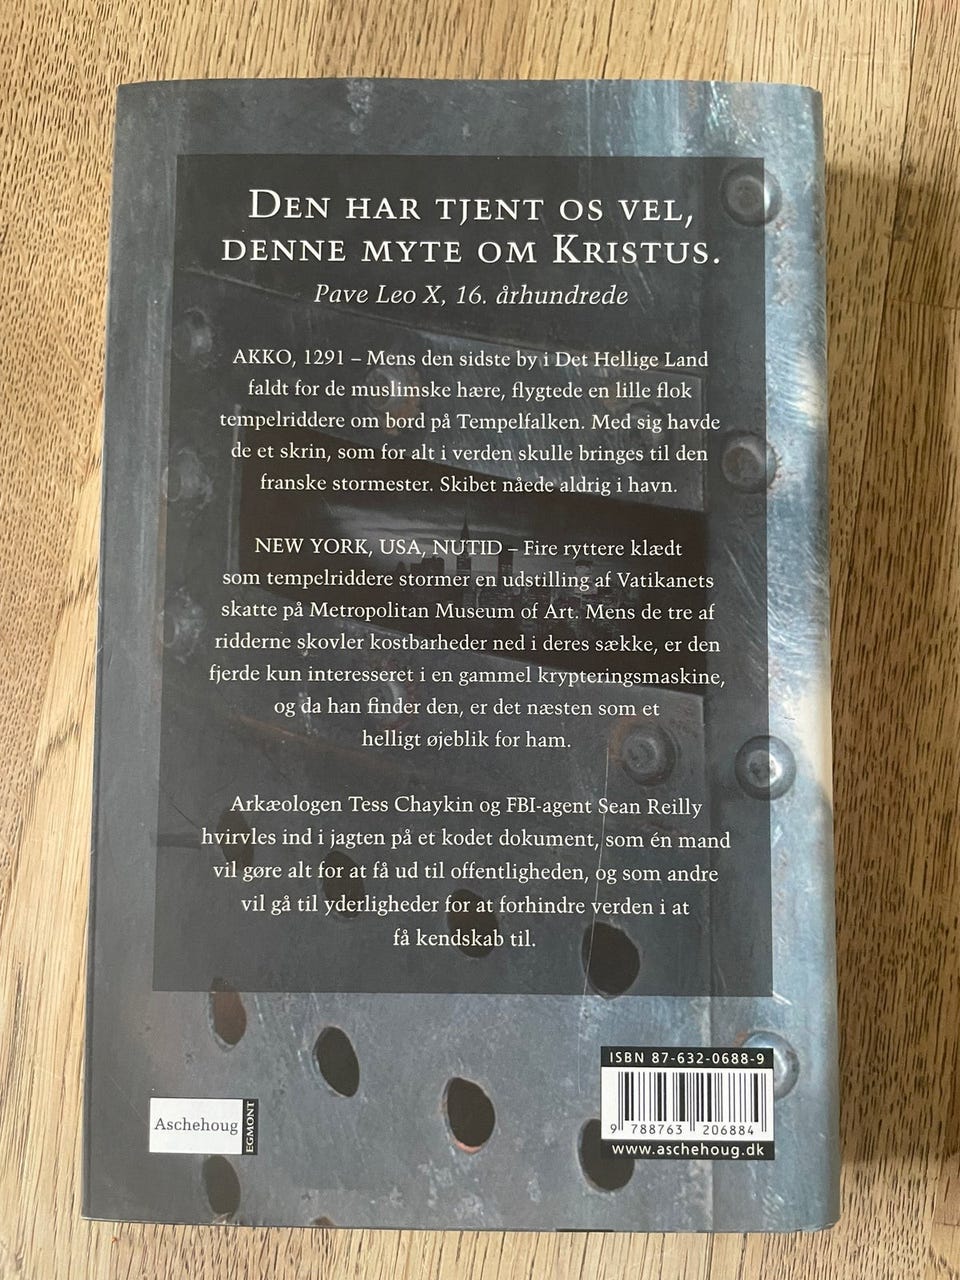 DEN HAR TJENT OS VEL,
DENNE MYTE OM KRISTUS.
Pave Leo X, 16. århundrede
AKKO, 1291 – Mens den sidste by i Det Hellige Land
faldt for de muslimske hære, flygtede en lille flok
tempelriddere om bord på Tempelfalken. Med sig havde
de et skrin, som for alt i verden skulle bringes til den
franske stormester. Skibet nåede aldrig i havn.
NEW YORK, USA, NUTID – Fire ryttere klædt
som tempelriddere stormer en udstilling af Vatikanets
skatte på Metropolitan Museum of Art. Mens de tre af
ridderne skovler kostbarheder ned i deres sække, er den
fjerde kun interesseret i en gammel krypteringsmaskine,
og da han finder den, er det næsten som et
helligt øjeblik for ham.
Arkæologen Tess Chaykin og FBI-agent Sean Reilly
hvirvles ind i jagten på et kodet dokument, som én mand
vil gøre alt for at få ud til offentligheden, og som andre
vil gå til yderligheder for at forhindre verden i at
få kendskab til.
ISBN 87-632-0688-9
9 788763 206884
www.aschehoug.dk
Aschehoug
EGMONT